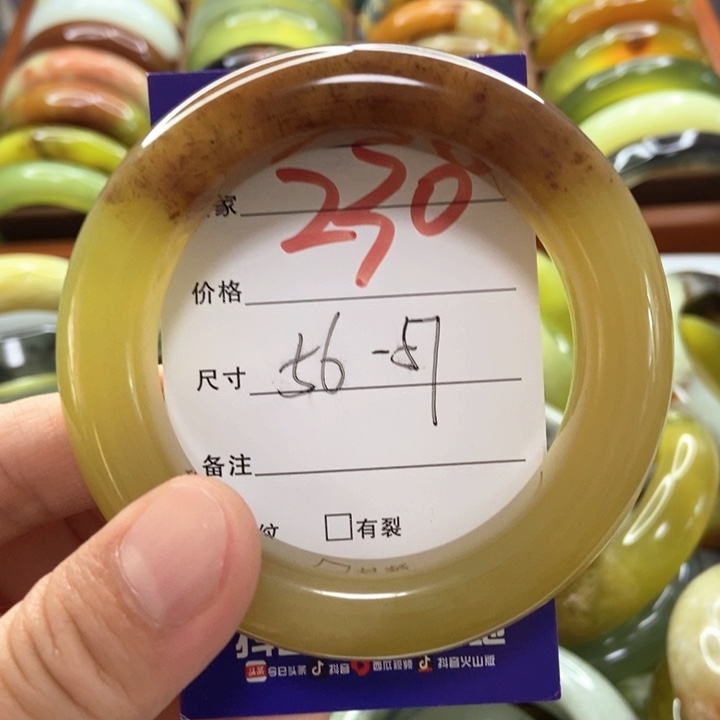 家 230
价格
尺寸 56-57
备注
纹 □有裂
今日头条 抖音 西瓜视频 抖音火山版